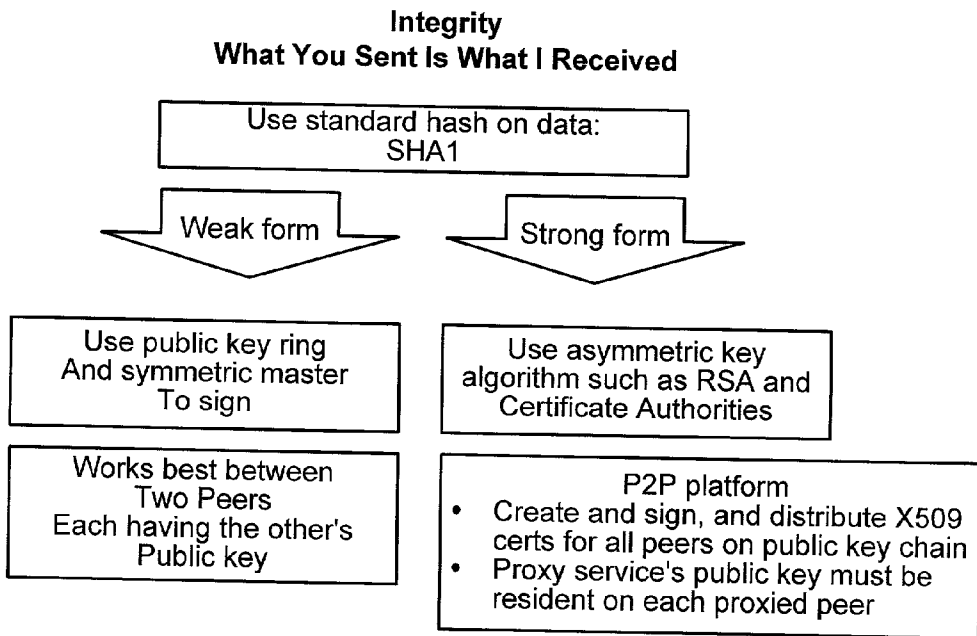 Integrity
What You Sent Is What I Received
Use standard hash on data:
SHA1
Weak form
Strong form
Use public key ring
And symmetric master
To sign
Use asymmetric key
algorithm such as RSA and
Certificate Authorities
Works best between
Two Peers
Each having the other's
Public key
P2P platform
• Create and sign, and distribute X509
certs for all peers on public key chain
• Proxy service's public key must be
resident on each proxied peer